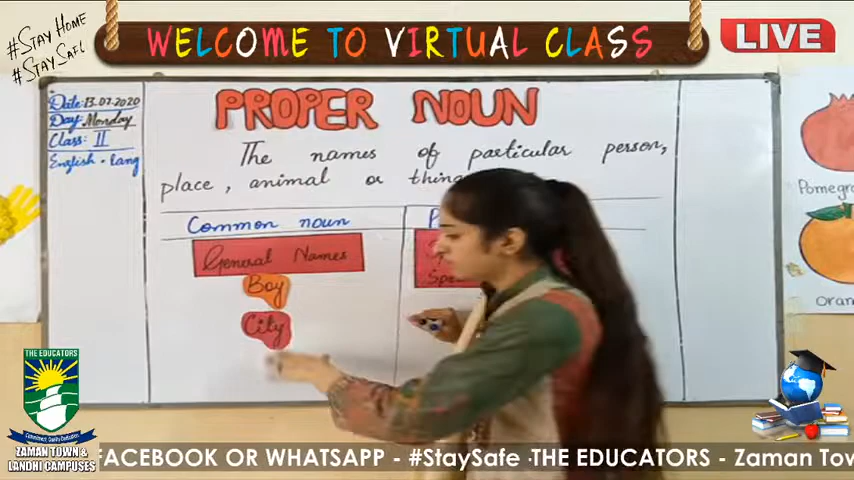 #STAY HOME
#STAY SAFE
WELCOME TO VIRTUAL CLASS
LIVE
Date: 13.07.2020
Day: Monday
Class: II
English. lang
PROPER NOUN
The names of particular person,
place, animal or thing
Common noun
General Names
Boy
City
Pomegra
Oran
THE EDUCATORS
ZAMAN TOWN &
LANDHI CAMPUSES
FACEBOOK OR WHATSAPP - #StaySafe - THE EDUCATORS - Zaman Tow